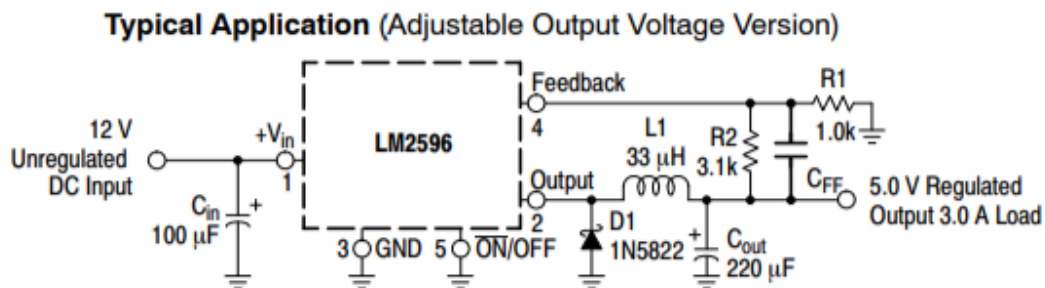 Typical Application (Adjustable Output Voltage Version)
Feedback
4
R1
1.0k
12 V
Unregulated
DC Input
+Vin
1
LM2596
L1
33 μH
R2
3.1k
CFF
5.0 V Regulated
Output 3.0 A Load
Output
2
Cin
+
100 μF
3 GND
5 ON/OFF
D1
1N5822
+
Cout
220 μF